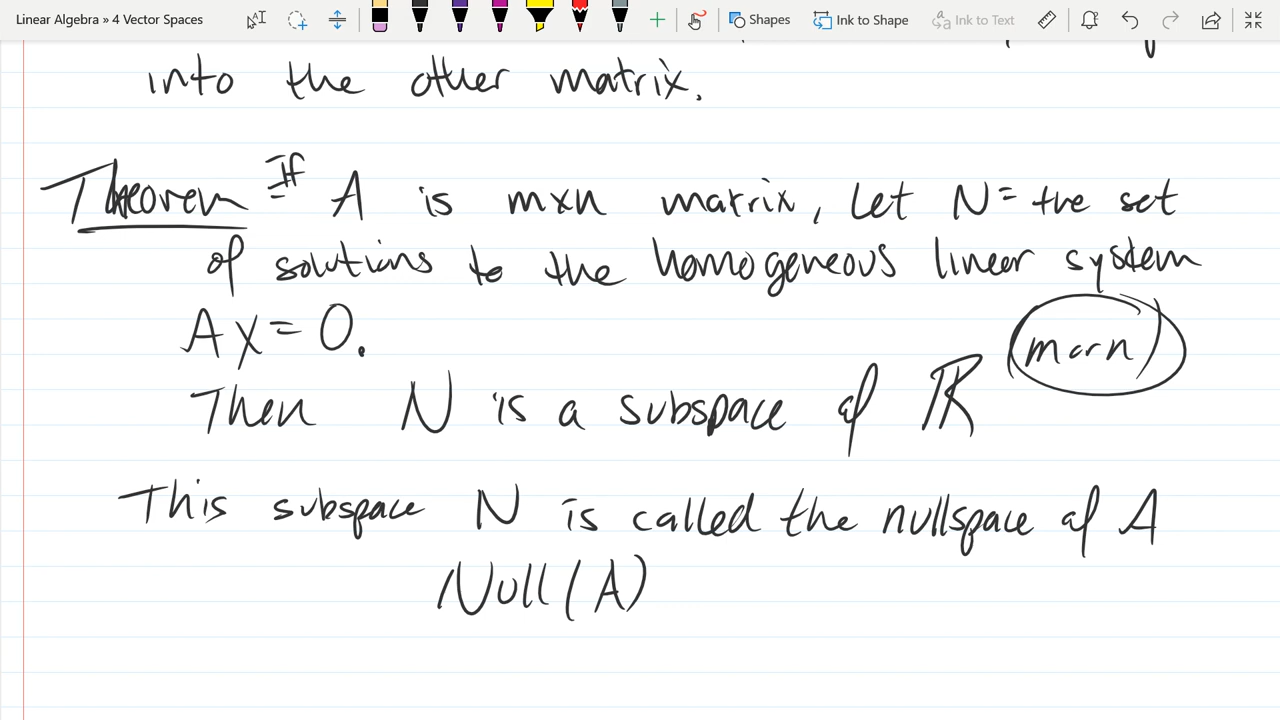 Linear Algebra » 4 Vector Spaces
Shapes
Ink to Shape
Ink to Text
into the other matrix.
Theorem If A is mxn matrix, Let N = the set
of solutions to the homogeneous linear system
Ax = 0.
(m or n)
Then N is a subspace of ℝ
This subspace N is called the nullspace of A
Null(A)